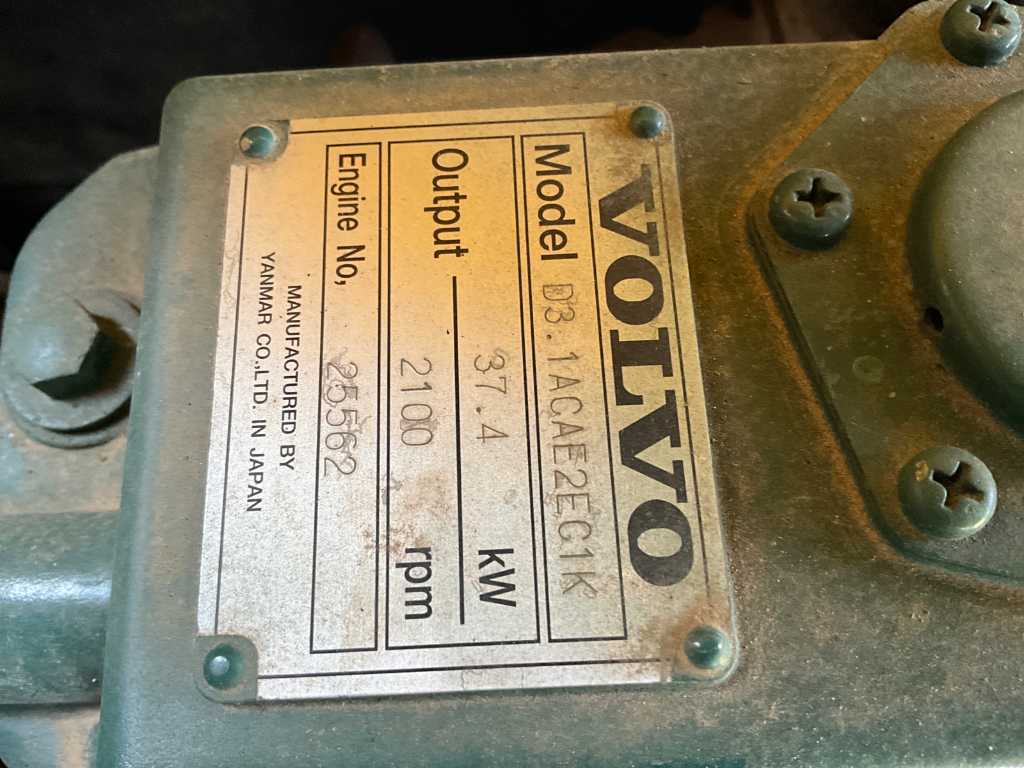 VOLVO
Model D3.1ACAE2EG1K
Output 37.4 kW
2100 rpm
Engine No, 25562
MANUFACTURED BY
YANMAR CO.,LTD. IN JAPAN